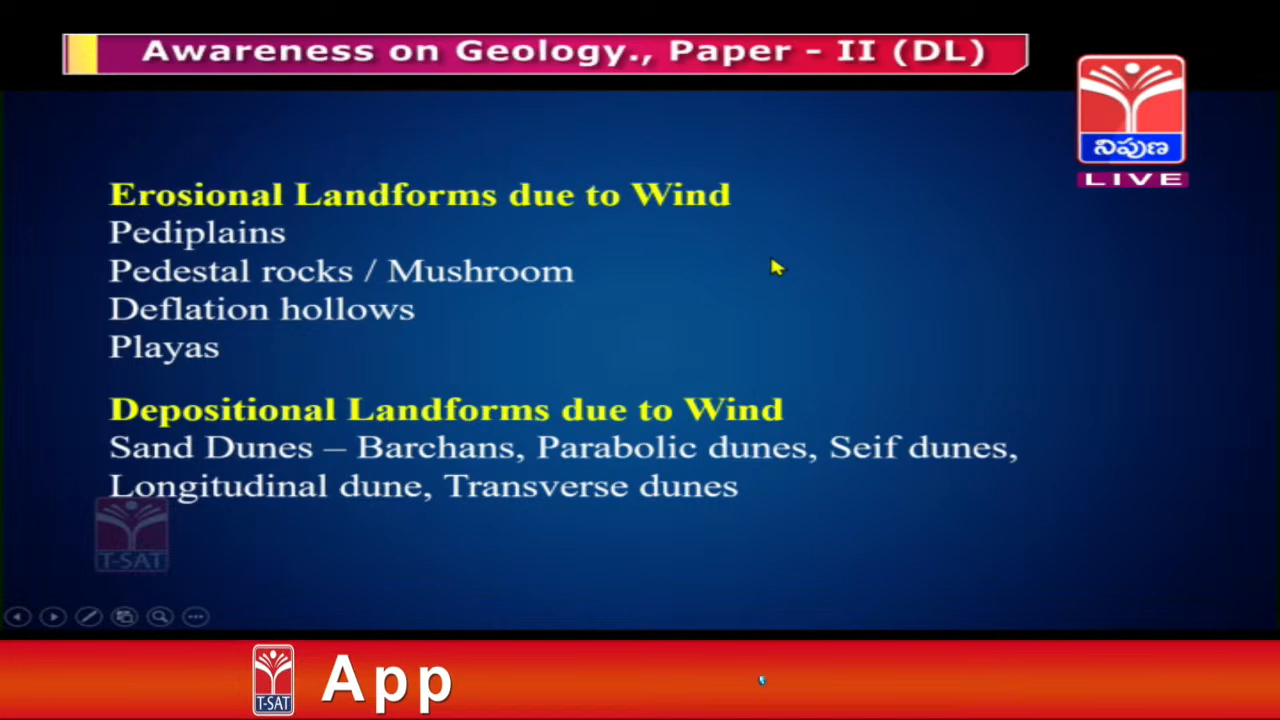 Awareness on Geology., Paper - II (DL)
నిపుణ
LIVE
Erosional Landforms due to Wind
Pediplains
Pedestal rocks / Mushroom
Deflation hollows
Playas
Depositional Landforms due to Wind
Sand Dunes – Barchans, Parabolic dunes, Seif dunes,
Longitudinal dune, Transverse dunes
T-SAT
T-SAT
App